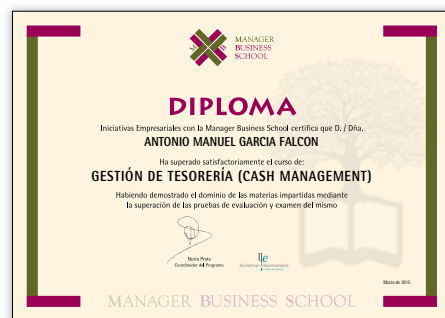 M B
MANAGER
BUSINESS
SCHOOL
DIPLOMA
Iniciativas Empresariales con la Manager Business School certifica que D. / Dña.
ANTONIO MANUEL GARCIA FALCON
Ha superado satisfactoriamente el curso de:
GESTIÓN DE TESORERÍA (CASH MANAGEMENT)
Habiendo demostrado el dominio de las materias impartidas mediante
la superación de las pruebas de evaluación y examen del mismo
Nuria Prats
Coordinador del Programa
Iniciativas Empresariales
Marzo de 2015
MANAGER BUSINESS SCHOOL